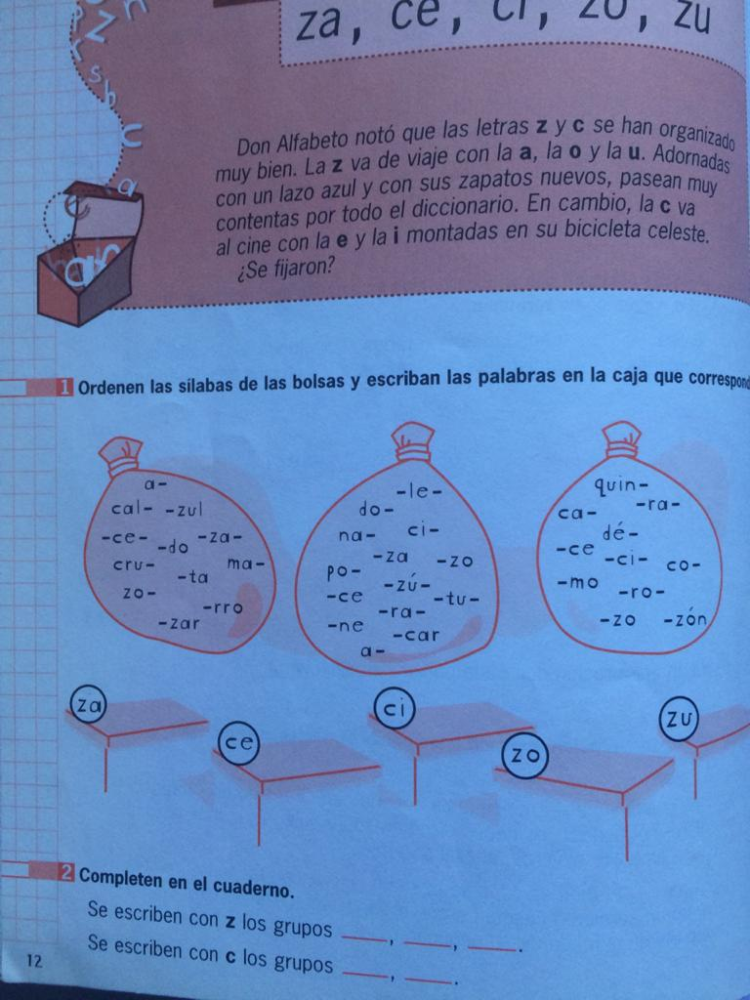 za, ce, ci, zo, zu
Don Alfabeto notó que las letras z y c se han organizado
muy bien. La z va de viaje con la a, la o y la u. Adornadas
con un lazo azul y con sus zapatos nuevos, pasean muy
contentas por todo el diccionario. En cambio, la c va
al cine con la e y la i montadas en su bicicleta celeste.
¿Se fijaron?
1 Ordenen las sílabas de las bolsas y escriban las palabras en la caja que correspond
a-
cal- -zul
-ce- -do -za-
cru- -ta ma-
zo- -rro
-zar
-le-
do-
na- ci-
-za -zo
po- -zú-
-ce -tu-
-ra-
-ne -car
a-
quin-
ca- -ra-
dé-
-ce -ci- co-
-mo -ro-
-zo -zón
za
ce
ci
zo
zu
2 Completen en el cuaderno.
Se escriben con z los grupos ____, ____, ____.
Se escriben con c los grupos ____, ____.
12